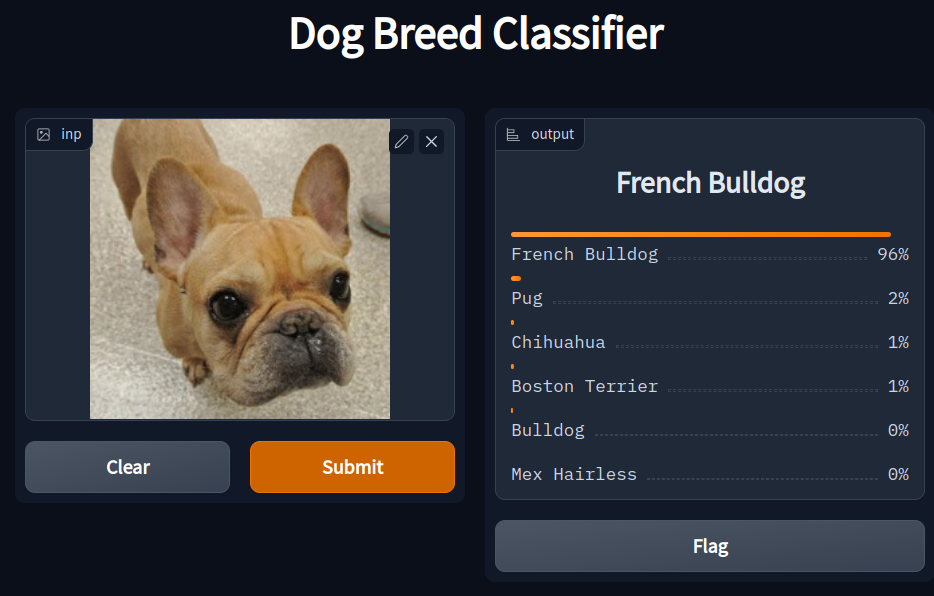 Dog Breed Classifier
inp
output
French Bulldog
French Bulldog 96%
Pug 2%
Chihuahua 1%
Boston Terrier 1%
Bulldog 0%
Mex Hairless 0%
Clear
Submit
Flag